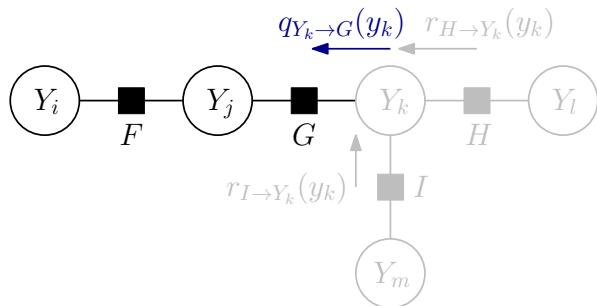 q_{Y_k→G}(y_k) r_{H→Y_k}(y_k)
Y_i Y_j Y_k Y_l
F G H
r_{I→Y_k}(y_k) I
Y_m